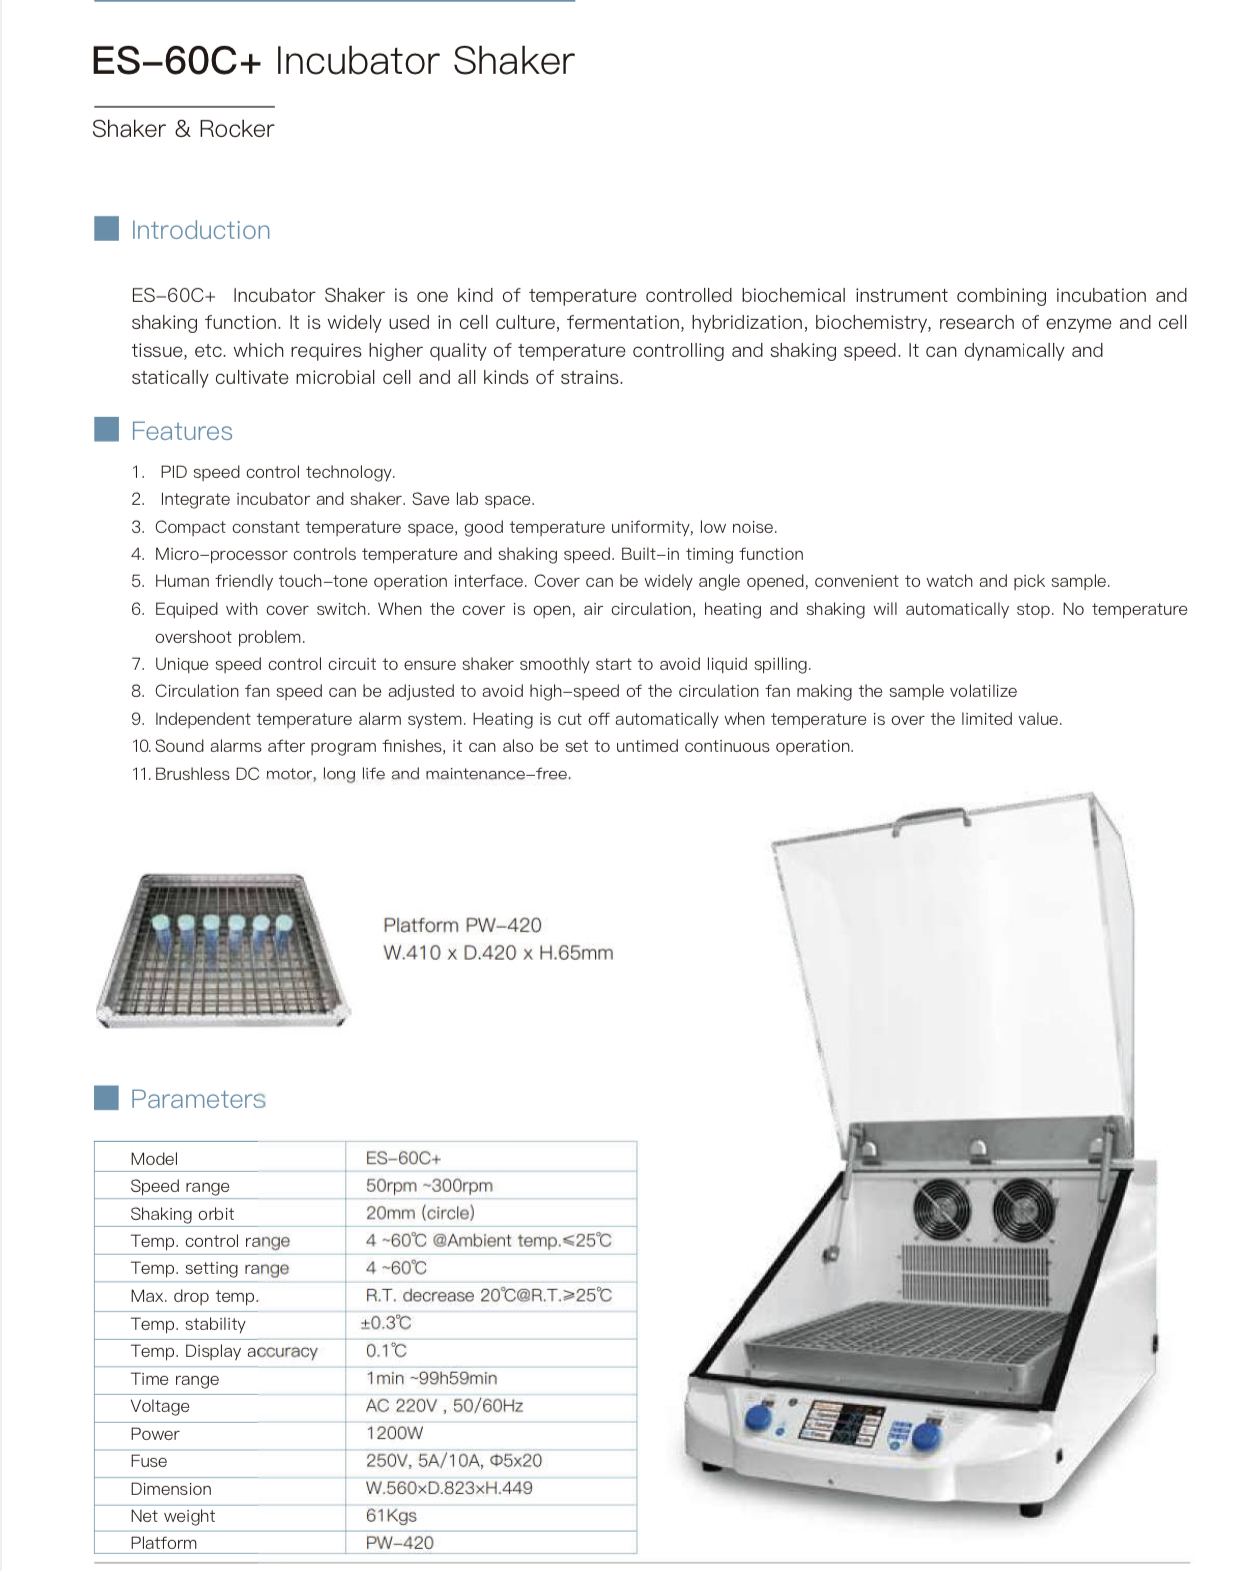 ES-60C+ Incubator Shaker
Shaker & Rocker
Introduction
ES-60C+ Incubator Shaker is one kind of temperature controlled biochemical instrument combining incubation and
shaking function. It is widely used in cell culture, fermentation, hybridization, biochemistry, research of enzyme and cell
tissue, etc. which requires higher quality of temperature controlling and shaking speed. It can dynamically and
statically cultivate microbial cell and all kinds of strains.
Features
1. PID speed control technology.
2. Integrate incubator and shaker. Save lab space.
3. Compact constant temperature space, good temperature uniformity, low noise.
4. Micro-processor controls temperature and shaking speed. Built-in timing function
5. Human friendly touch-tone operation interface. Cover can be widely angle opened, convenient to watch and pick sample.
6. Equiped with cover switch. When the cover is open, air circulation, heating and shaking will automatically stop. No temperature
overshoot problem.
7. Unique speed control circuit to ensure shaker smoothly start to avoid liquid spilling.
8. Circulation fan speed can be adjusted to avoid high-speed of the circulation fan making the sample volatilize
9. Independent temperature alarm system. Heating is cut off automatically when temperature is over the limited value.
10. Sound alarms after program finishes, it can also be set to untimed continuous operation.
11. Brushless DC motor, long life and maintenance-free.
Platform PW-420
W.410 x D.420 x H.65mm
Parameters
Model ES-60C+
Speed range 50rpm ~300rpm
Shaking orbit 20mm (circle)
Temp. control range 4 ~60℃ @Ambient temp.≤25℃
Temp. setting range 4 ~60℃
Max. drop temp. R.T. decrease 20℃@R.T.≥25℃
Temp. stability ±0.3℃
Temp. Display accuracy 0.1℃
Time range 1min ~99h59min
Voltage AC 220V , 50/60Hz
Power 1200W
Fuse 250V, 5A/10A, Φ5x20
Dimension W.560×D.823×H.449
Net weight 61Kgs
Platform PW-420